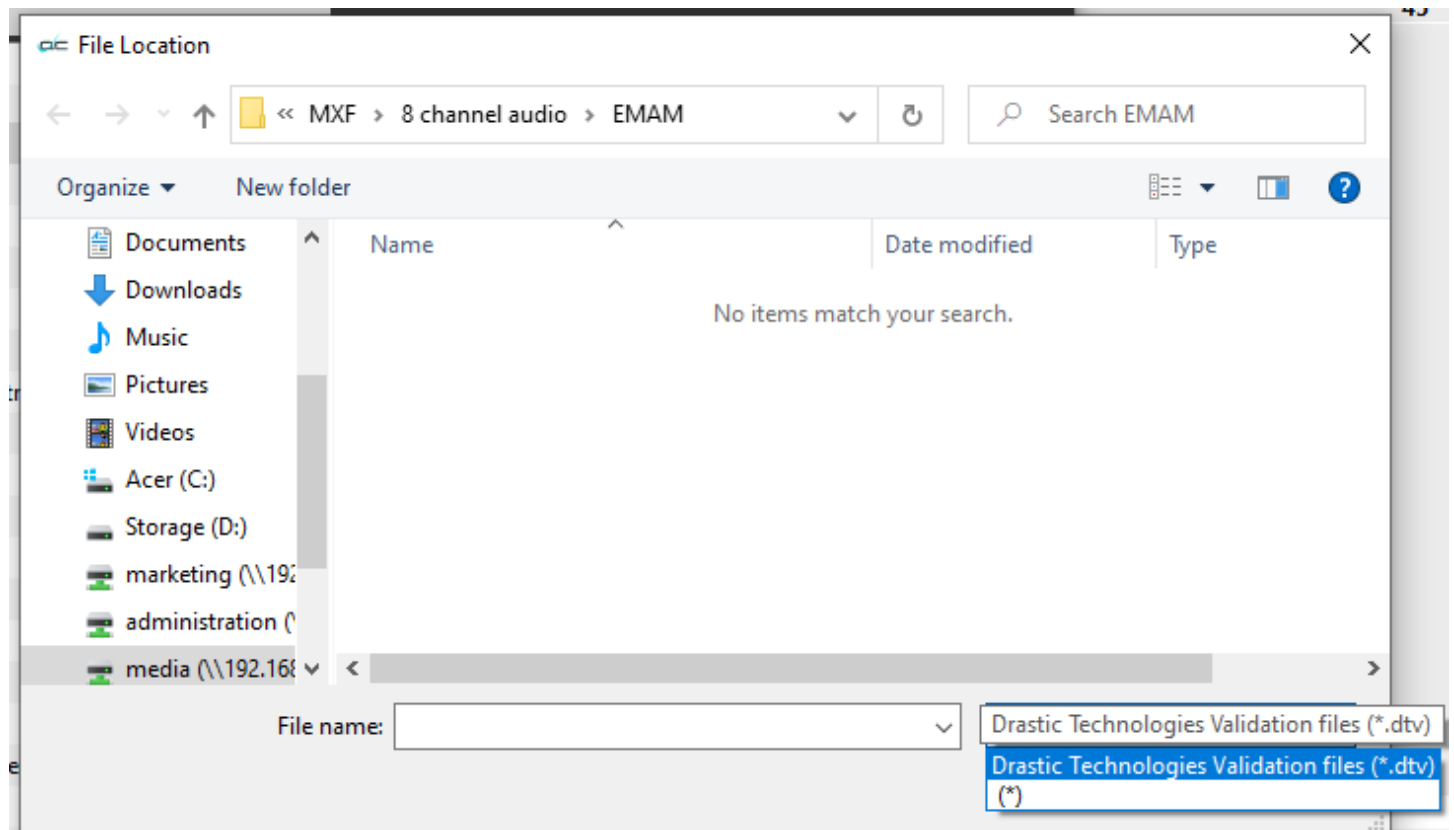 File Location
« MXF > 8 channel audio > EMAM
Search EMAM
Organize
New folder
Name
Date modified
Type
No items match your search.
Documents
Downloads
Music
Pictures
Videos
Acer (C:)
Storage (D:)
marketing (\\192
administration (
media (\\192.168
File name:
Drastic Technologies Validation files (*.dtv)
Drastic Technologies Validation files (*.dtv)
(*)